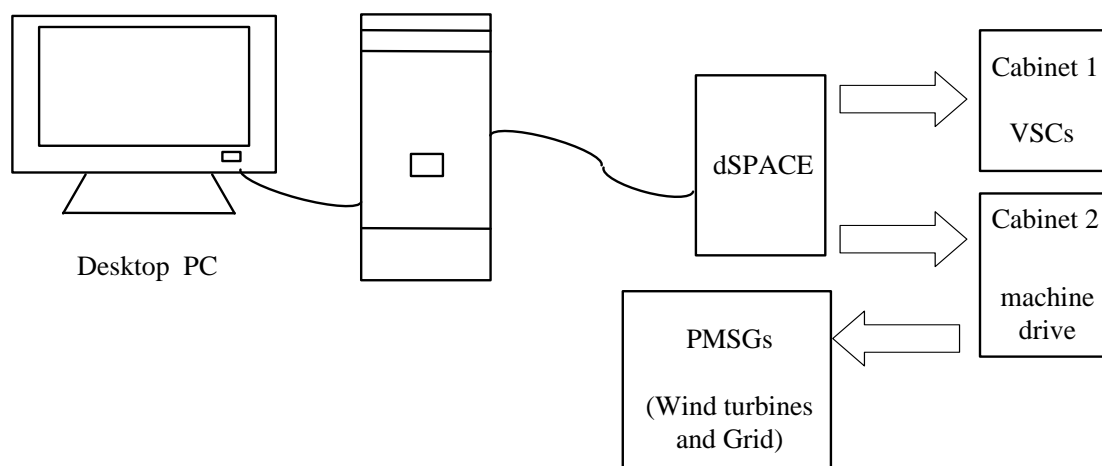 Desktop PC
dSPACE
Cabinet 1
VSCs
Cabinet 2
machine
drive
PMSGs
(Wind turbines
and Grid)